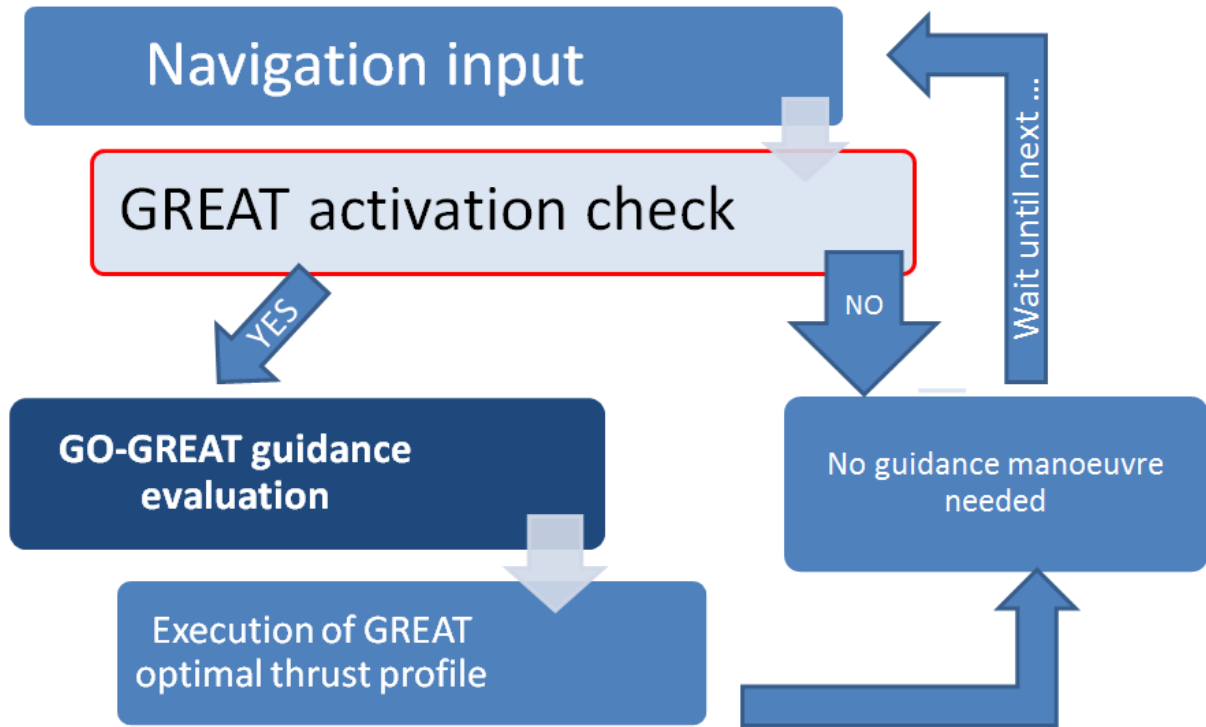 Navigation input
GREAT activation check
YES
NO
Wait until next ...
GO-GREAT guidance
evaluation
No guidance manoeuvre
needed
Execution of GREAT
optimal thrust profile